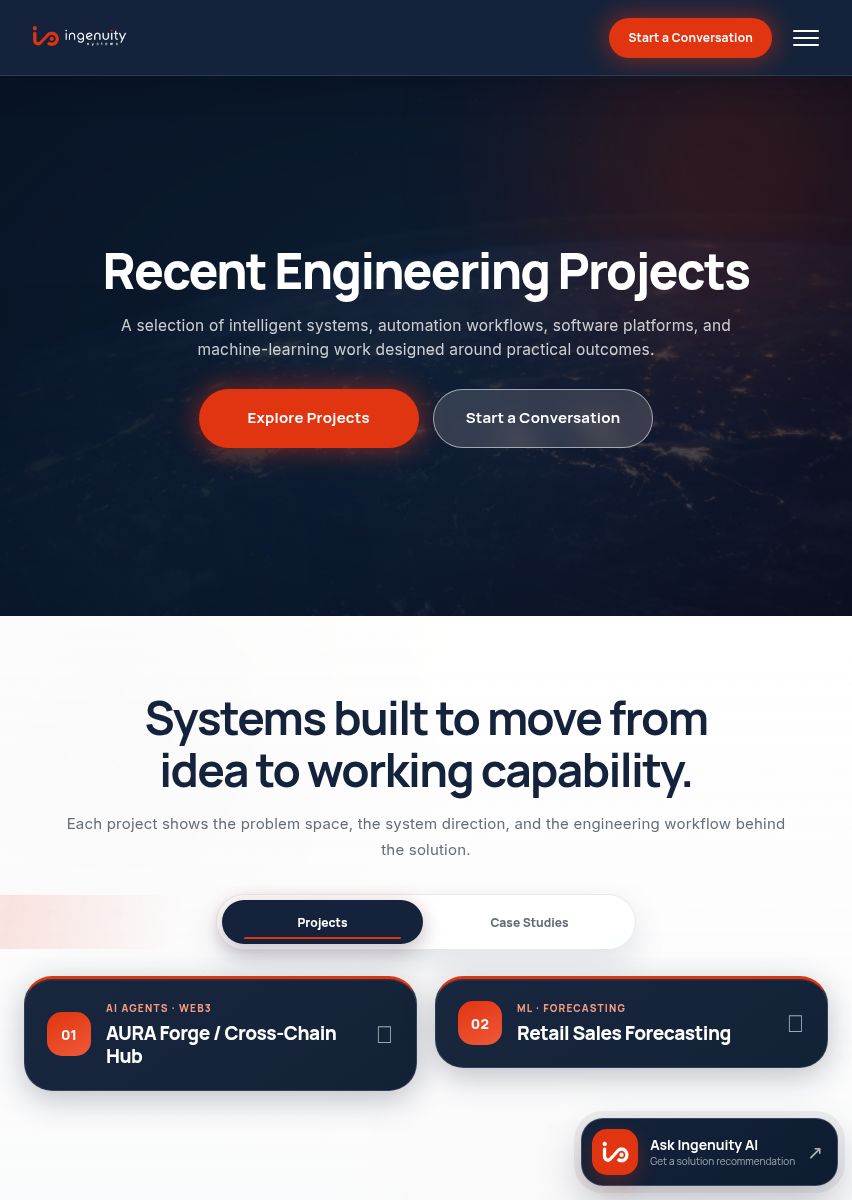 ingenuity
systems
Start a Conversation
Recent Engineering Projects
A selection of intelligent systems, automation workflows, software platforms, and
machine-learning work designed around practical outcomes.
Explore Projects
Start a Conversation
Systems built to move from
idea to working capability.
Each project shows the problem space, the system direction, and the engineering workflow behind
the solution.
Projects
Case Studies
01
AI AGENTS · WEB3
AURA Forge / Cross-Chain
Hub
02
ML · FORECASTING
Retail Sales Forecasting
Ask Ingenuity AI
Get a solution recommendation